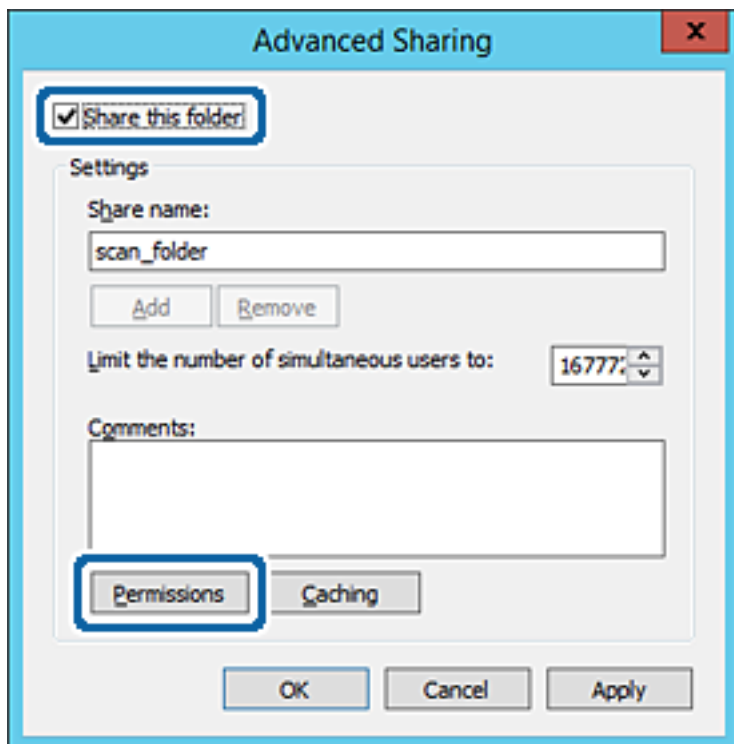 Advanced Sharing
x
Share this folder
Settings
Share name:
scan_folder
Add Remove
Limit the number of simultaneous users to:
Comments:
Permissions Caching
OK Cancel Apply